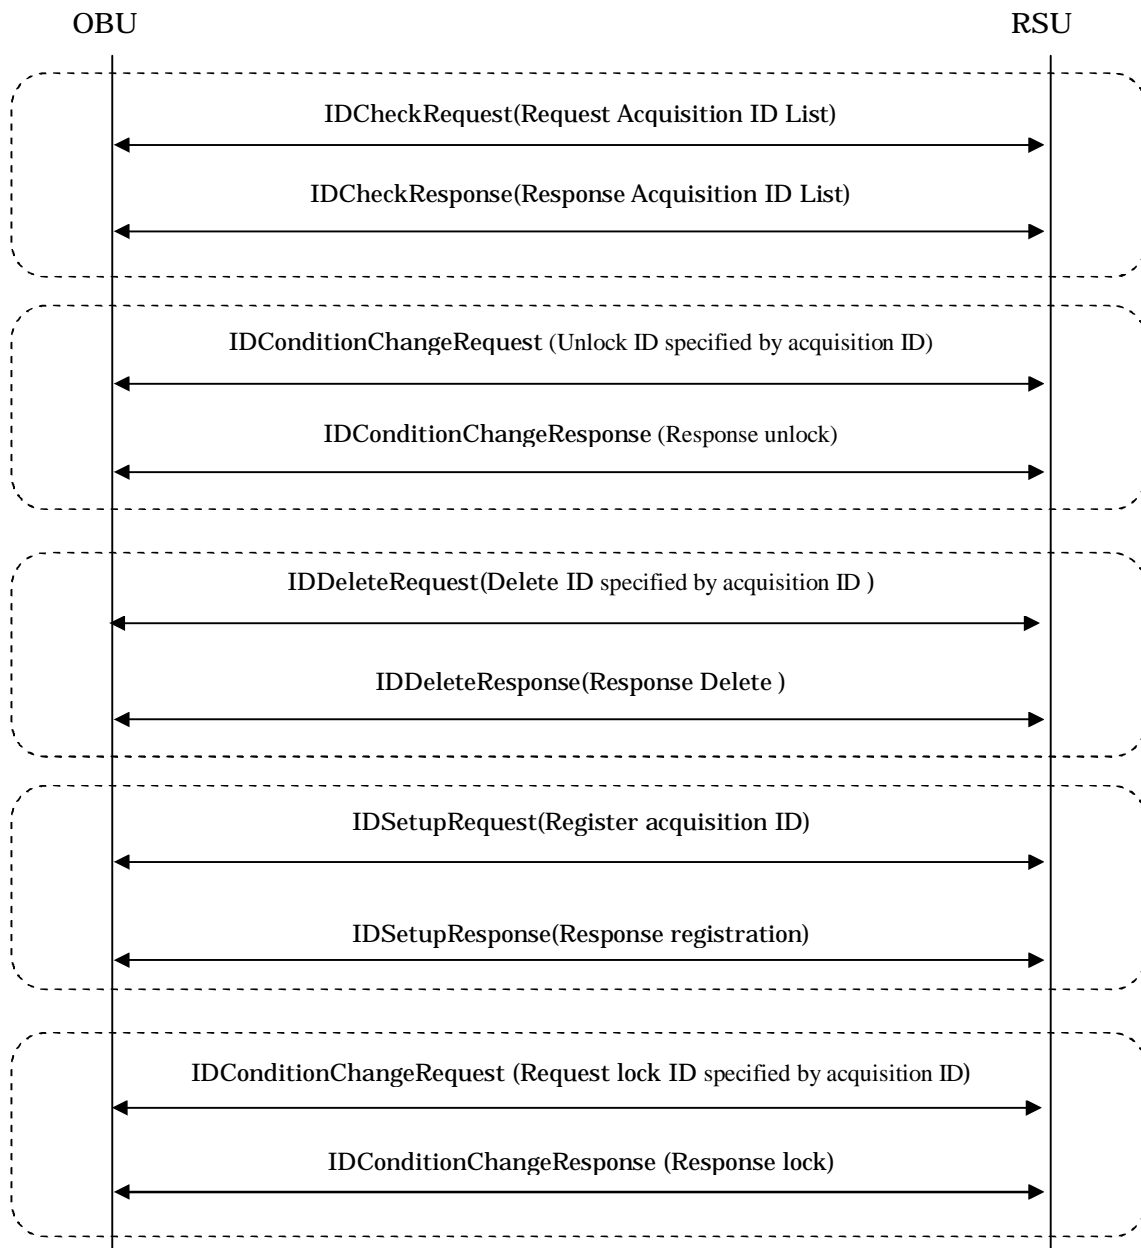 OBU RSU
IDCheckRequest(Request Acquisition ID List)
IDCheckResponse(Response Acquisition ID List)
IDConditionChangeRequest (Unlock ID specified by acquisition ID)
IDConditionChangeResponse (Response unlock)
IDDeleteRequest(Delete ID specified by acquisition ID )
IDDeleteResponse(Response Delete )
IDSetupRequest(Register acquisition ID)
IDSetupResponse(Response registration)
IDConditionChangeRequest (Request lock ID specified by acquisition ID)
IDConditionChangeResponse (Response lock)